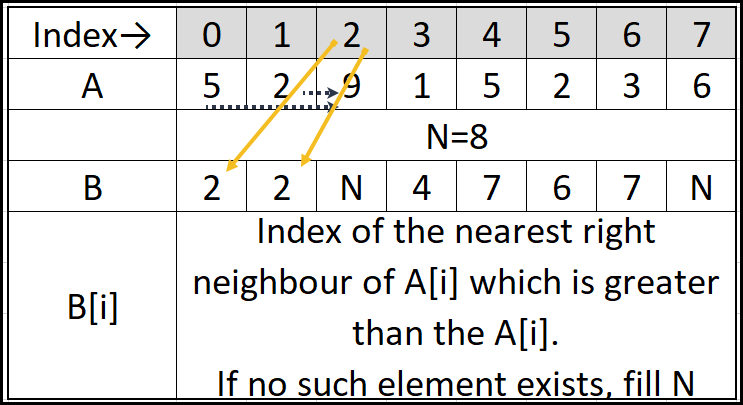 Index→ 0 1 2 3 4 5 6 7
A 5 2 9 1 5 2 3 6
N=8
B 2 2 N 4 7 6 7 N
B[i]
Index of the nearest right
neighbour of A[i] which is greater
than the A[i].
If no such element exists, fill N